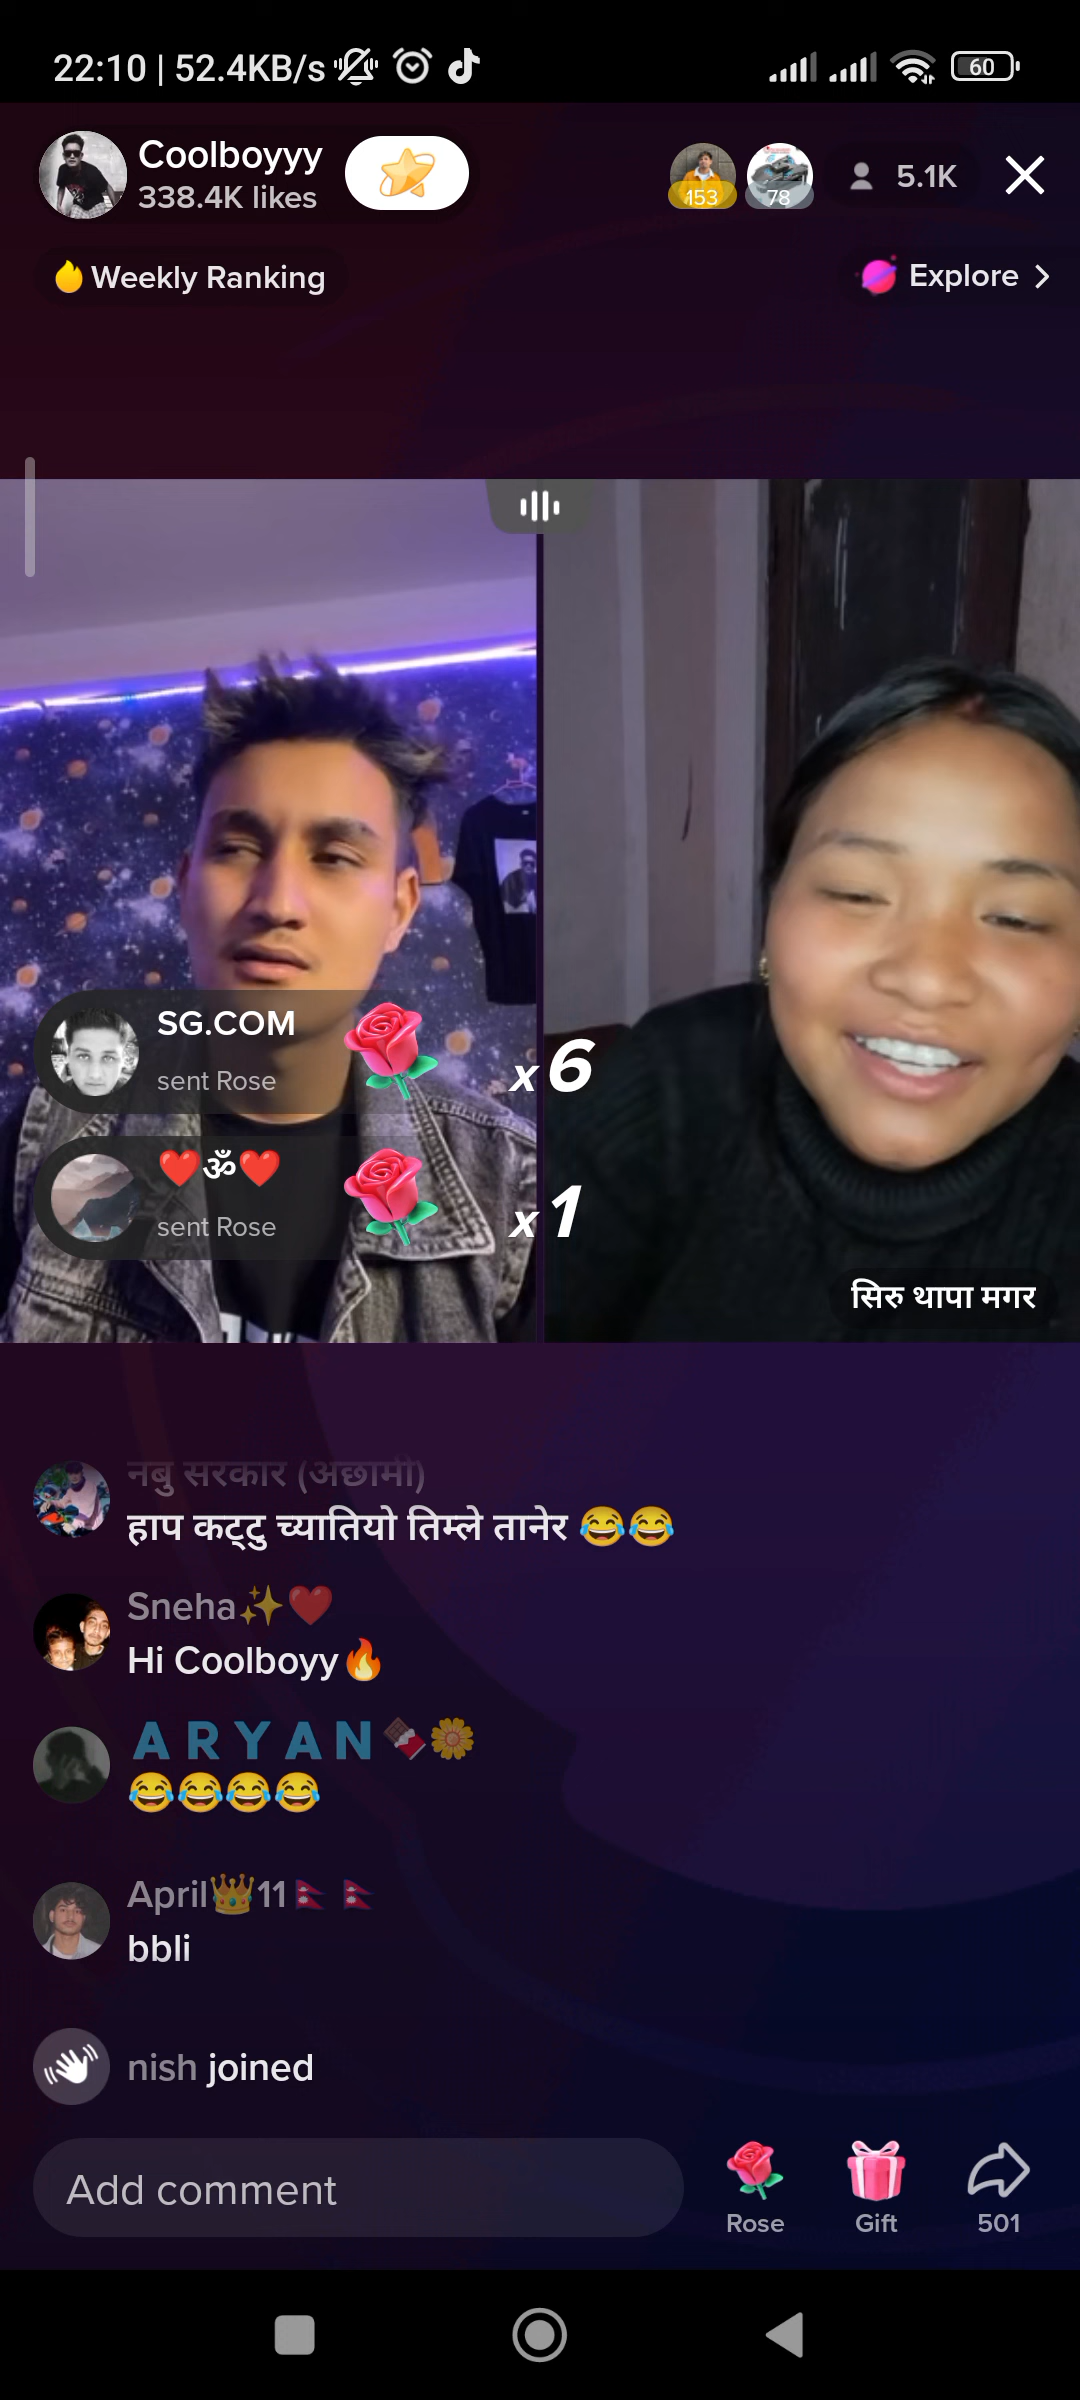 22:10 | 52.4KB/s
60
Coolboyyy
338.4K likes
153
78
5.1K
Weekly Ranking
Explore
SG.COM
sent Rose
x6
❤️ॐ❤️
sent Rose
x1
सिरु थापा मगर
नबु सरकार (अछामी)
हाप कट्टु च्यातियो तिम्ले तानेर 😂😂
Sneha✨❤️
Hi Coolboyy🔥
A R Y A N🍫🌼
😂😂😂😂
April👑11🇳🇵 🇳🇵
bbli
nish joined
Add comment
Rose
Gift
501